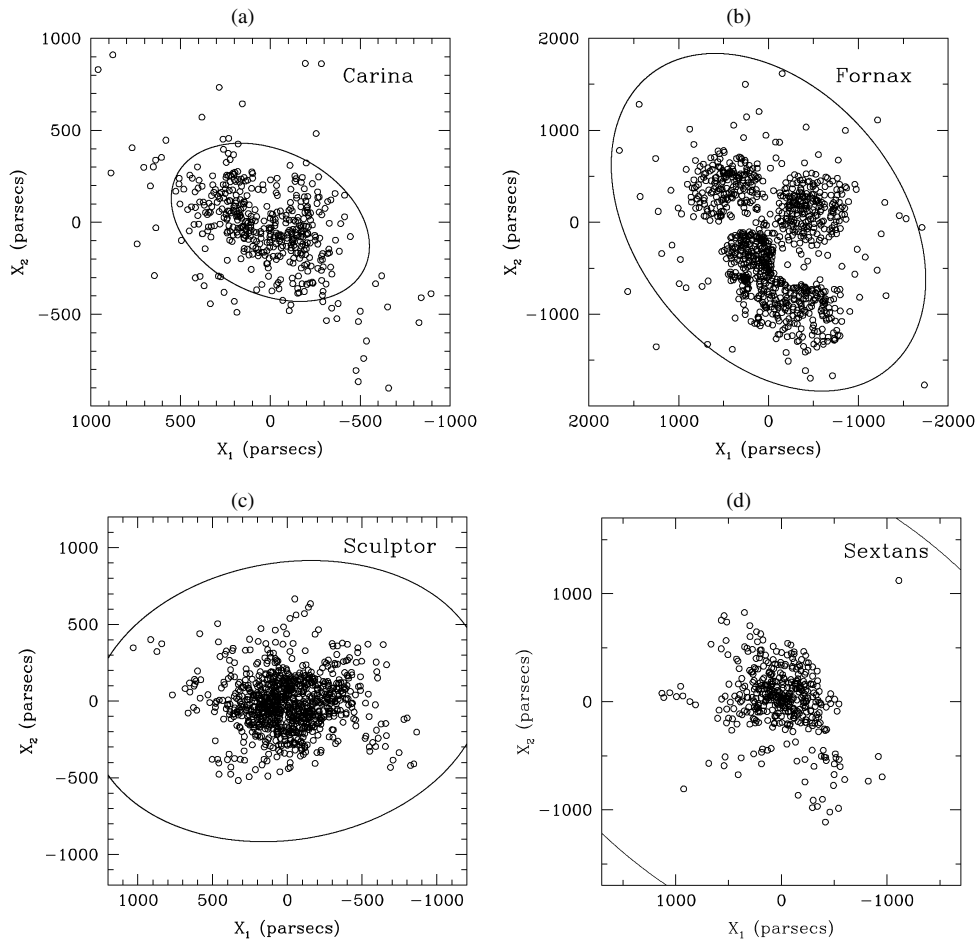 (a)
1000
500
0
−500
X₂ (parsecs)
Carina
1000 500 0 −500 −1000
X₁ (parsecs)
(b)
2000
1000
0
−1000
−2000
X₂ (parsecs)
Fornax
2000 1000 0 −1000 −2000
X₁ (parsecs)
(c)
1000
500
0
−500
−1000
X₂ (parsecs)
Sculptor
1000 500 0 −500 −1000
X₁ (parsecs)
(d)
1000
0
−1000
X₂ (parsecs)
Sextans
1000 0 −1000
X₁ (parsecs)